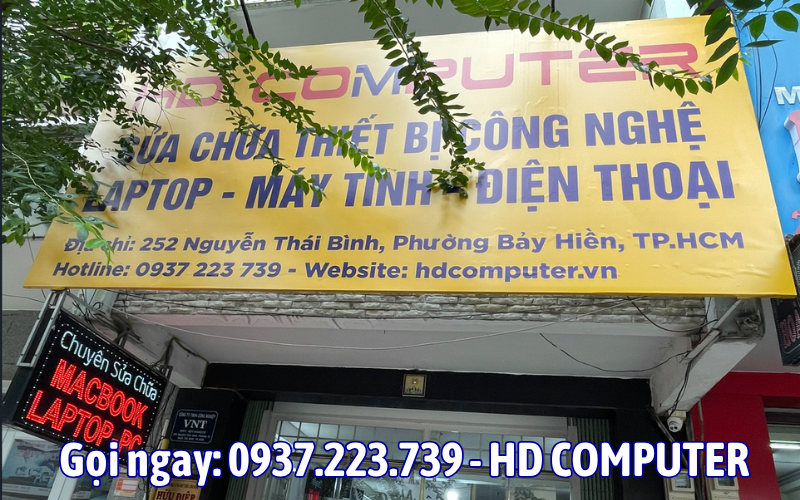 HD COMPUTER
SỬA CHỮA THIẾT BỊ CÔNG NGHỆ
LAPTOP - MÁY TÍNH - ĐIỆN THOẠI
Địa chỉ: 252 Nguyễn Thái Bình, Phường Bảy Hiền, TP.HCM
Hotline: 0937 223 739 - Website: hdcomputer.vn
Chuyên Sửa Chữa
MACBOOK
LAPTOP PC
VNT
HỮU ĐIỆP
Gọi ngay: 0937.223.739 - HD COMPUTER